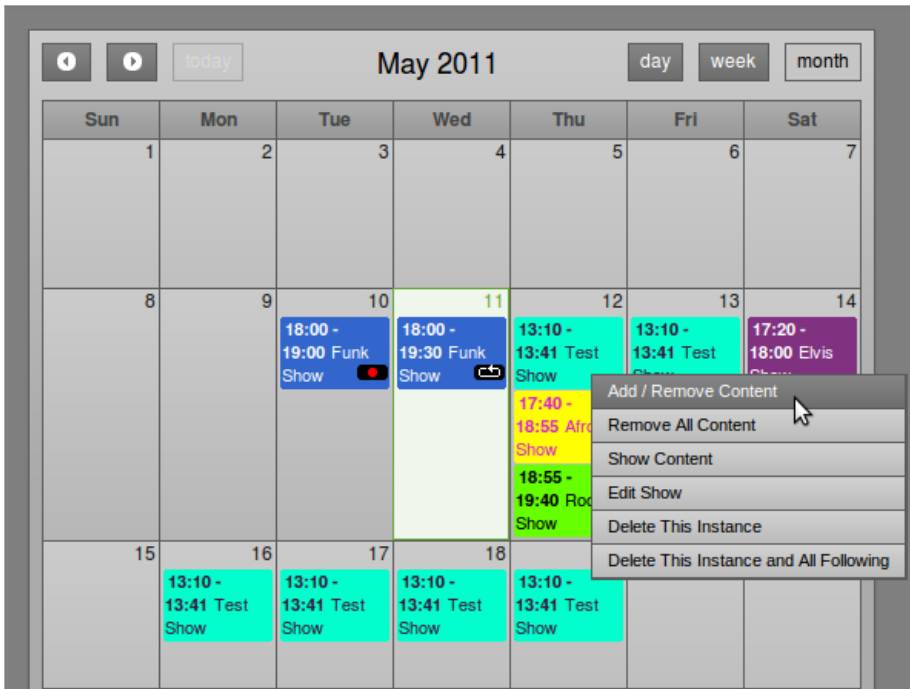 today
May 2011
day
week
month
Sun Mon Tue Wed Thu Fri Sat
1 2 3 4 5 6 7
8 9 10 11 12 13 14
18:00 -
19:00 Funk
Show
18:00 -
19:30 Funk
Show
13:10 -
13:41 Test
Show
17:40 -
18:55 Afro
Show
18:55 -
19:40
Show
13:10 -
13:41 Test
Show
17:20 -
18:00 Elvis
Show
Add / Remove Content
Remove All Content
Show Content
Edit Show
Delete This Instance
Delete This Instance and All Following
15 16 17 18
13:10 -
13:41 Test
Show
13:10 -
13:41 Test
Show
13:10 -
13:41 Test
Show
13:10 -
13:41 Test
Show